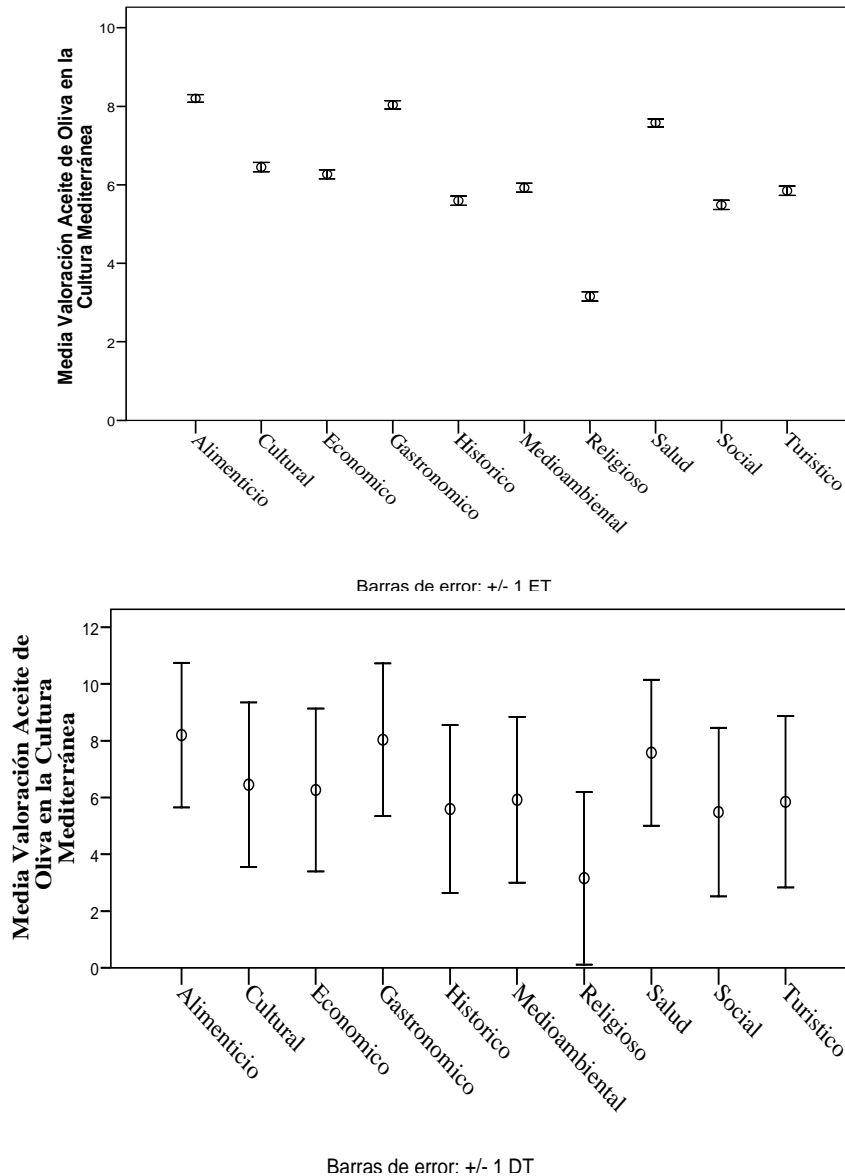 Media Valoración Aceite de Oliva en la
Cultura Mediterránea
10
8
6
4
2
0
Alimenticio
Cultural
Economico
Gastronomico
Historico
Medioambiental
Religioso
Salud
Social
Turistico
Barras de error: +/- 1 ET
Media Valoración Aceite de
Oliva en la Cultura
Mediterránea
12
10
8
6
4
2
0
Alimenticio
Cultural
Economico
Gastronomico
Historico
Medioambiental
Religioso
Salud
Social
Turistico
Barras de error: +/- 1 DT